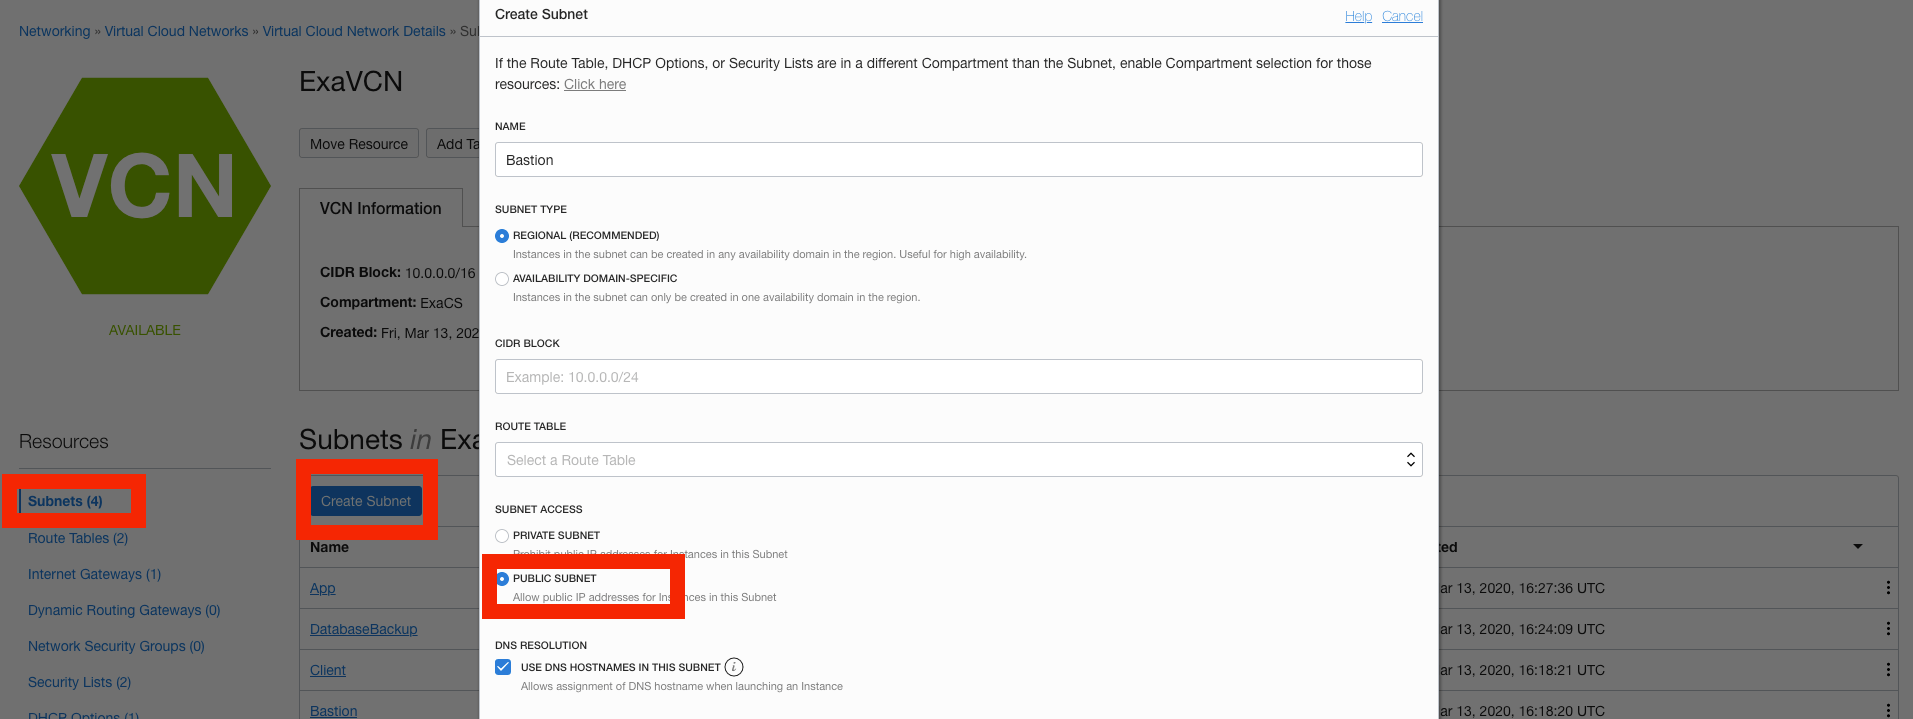 Networking » Virtual Cloud Networks » Virtual Cloud Network Details »
VCN
AVAILABLE
ExaVCN
Move Resource
VCN Information
CIDR Block: 10.0.0.0/16
Compartment: ExaCS
Created: Fri, Mar 13, 202
Resources
Subnets (4)
Route Tables (2)
Internet Gateways (1)
Dynamic Routing Gateways (0)
Network Security Groups (0)
Security Lists (2)
DHCP Options (1)
Subnets in Exa
Create Subnet
Name
App
DatabaseBackup
Client
Bastion
Create Subnet
Help Cancel
If the Route Table, DHCP Options, or Security Lists are in a different Compartment than the Subnet, enable Compartment selection for those
resources: Click here
NAME
Bastion
SUBNET TYPE
REGIONAL (RECOMMENDED)
Instances in the subnet can be created in any availability domain in the region. Useful for high availability.
AVAILABILITY DOMAIN-SPECIFIC
Instances in the subnet can only be created in one availability domain in the region.
CIDR BLOCK
Example: 10.0.0.0/24
ROUTE TABLE
Select a Route Table
SUBNET ACCESS
PRIVATE SUBNET
Prohibit public IP addresses for Instances in this Subnet
PUBLIC SUBNET
Allow public IP addresses for Instances in this Subnet
DNS RESOLUTION
USE DNS HOSTNAMES IN THIS SUBNET i
Allows assignment of DNS hostname when launching an Instance
ted
ar 13, 2020, 16:27:36 UTC
ar 13, 2020, 16:24:09 UTC
ar 13, 2020, 16:18:21 UTC
ar 13, 2020, 16:18:20 UTC